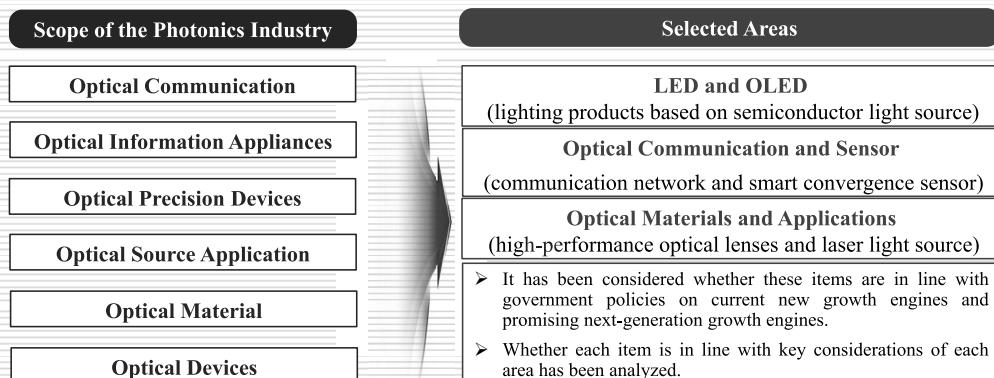 Scope of the Photonics Industry
Optical Communication
Optical Information Appliances
Optical Precision Devices
Optical Source Application
Optical Material
Optical Devices
Selected Areas
LED and OLED
(lighting products based on semiconductor light source)
Optical Communication and Sensor
(communication network and smart convergence sensor)
Optical Materials and Applications
(high-performance optical lenses and laser light source)
➢ It has been considered whether these items are in line with
government policies on current new growth engines and
promising next-generation growth engines.
➢ Whether each item is in line with key considerations of each
area has been analyzed.